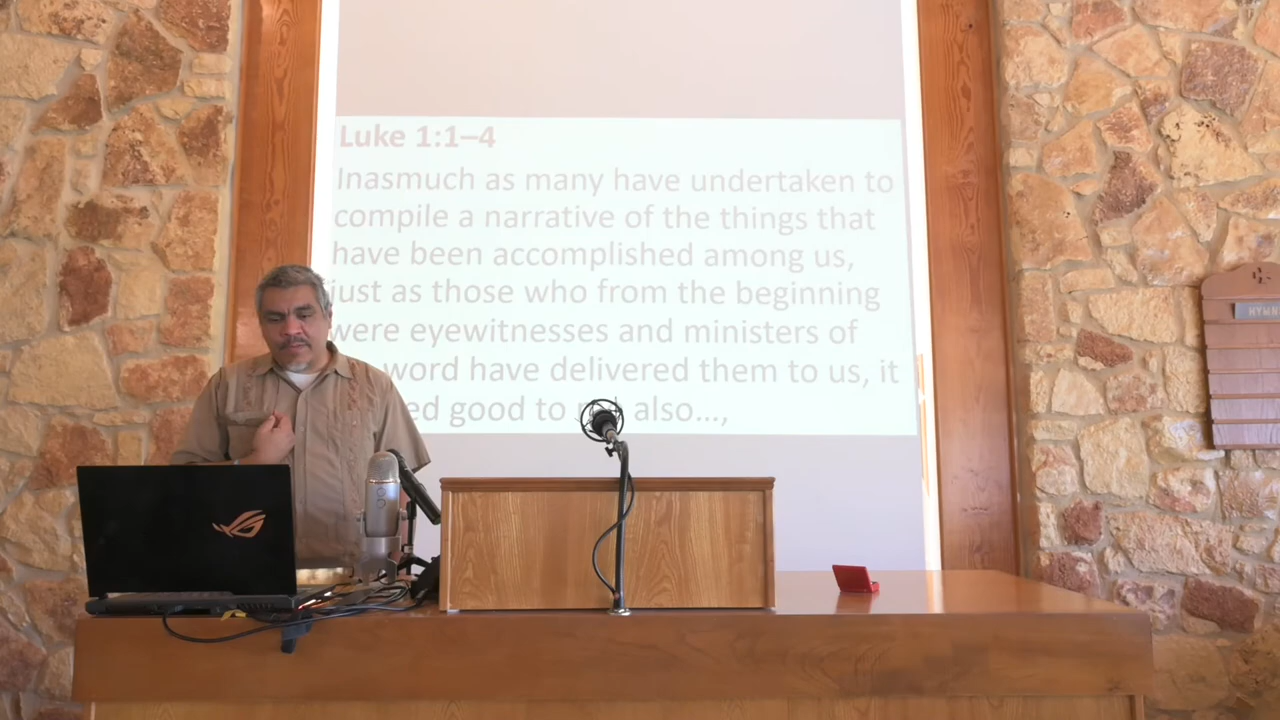 Luke 1:1–4
Inasmuch as many have undertaken to
compile a narrative of the things that
have been accomplished among us,
just as those who from the beginning
were eyewitnesses and ministers of
word have delivered them to us, it
good to also…,
HYMN